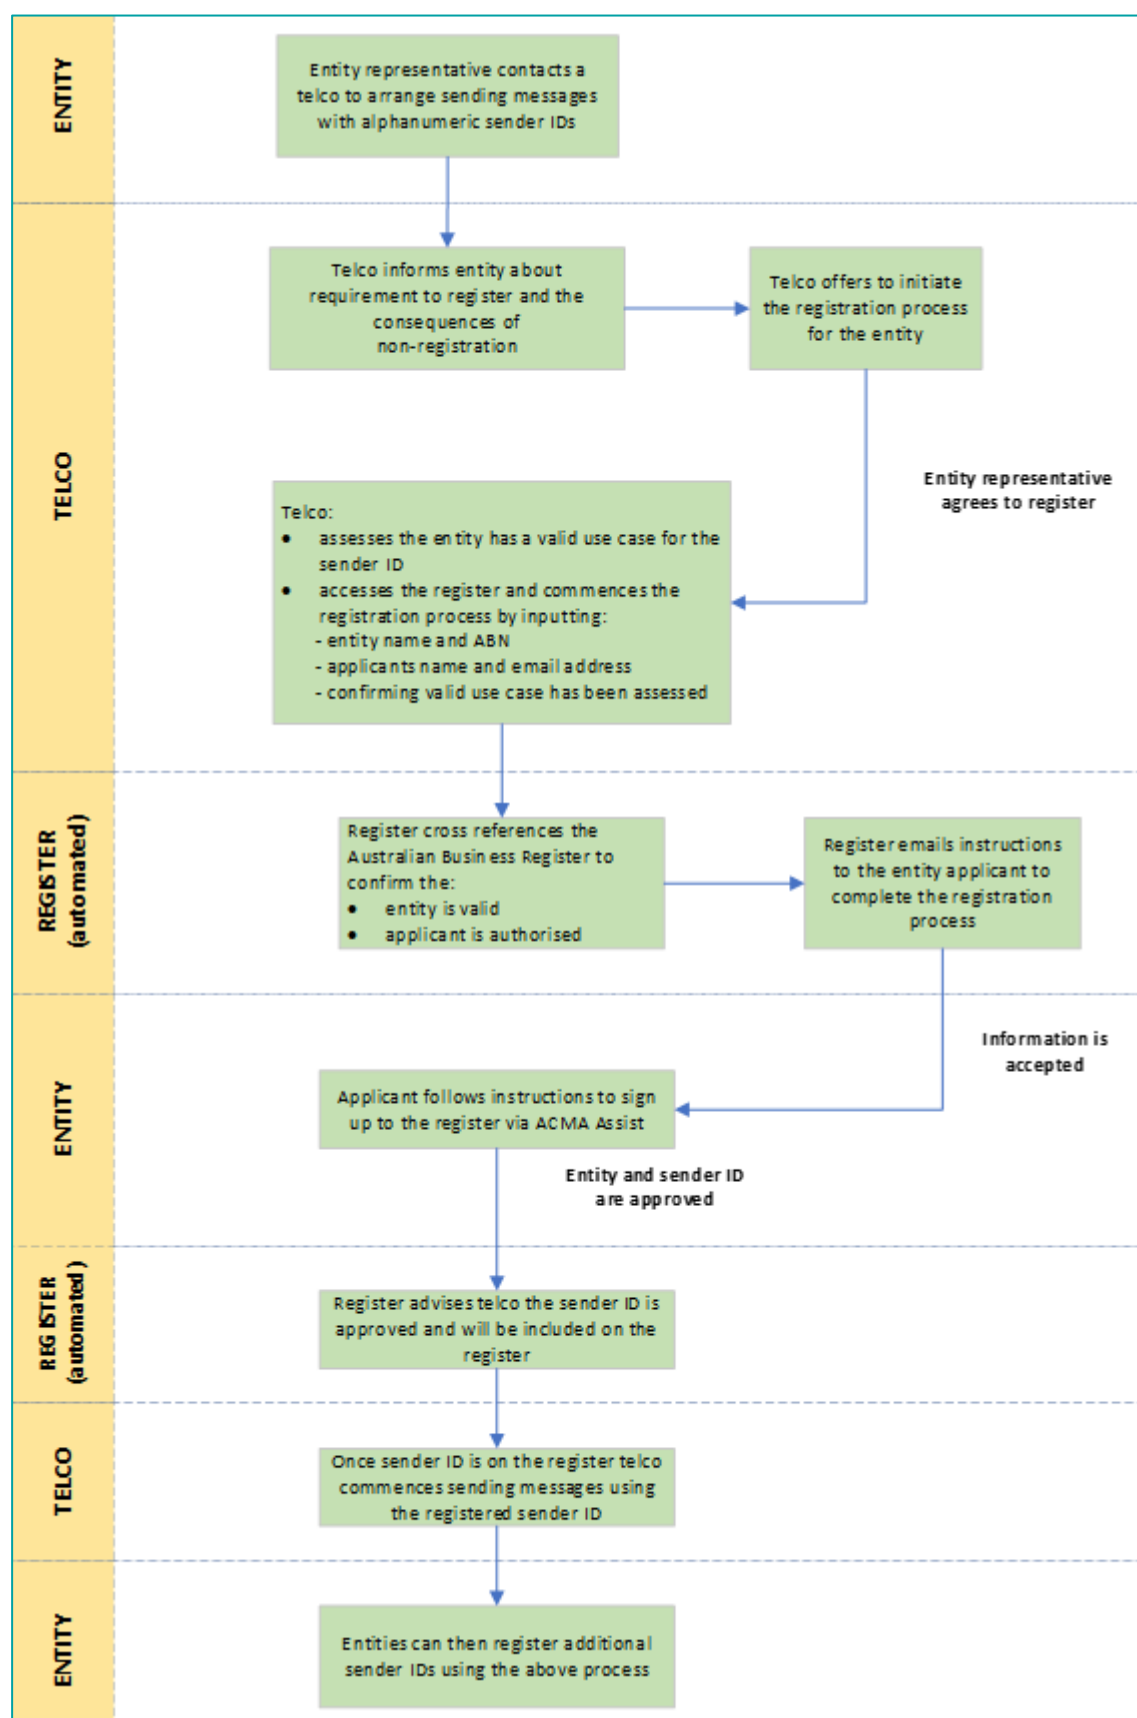 ENTITY
Entity representative contacts a
telco to arrange sending messages
with alphanumeric sender IDs
TELCO
Telco informs entity about
requirement to register and the
consequences of
non-registration
Telco offers to initiate
the registration process
for the entity
Entity representative
agrees to register
Telco:
● assesses the entity has a valid use case for the
sender ID
● accesses the register and commences the
registration process by inputting:
- entity name and ABN
- applicants name and email address
- confirming valid use case has been assessed
REGISTER
(automated)
Register cross references the
Australian Business Register to
confirm the:
● entity is valid
● applicant is authorised
Register emails instructions
to the entity applicant to
complete the registration
process
Information is
accepted
ENTITY
Applicant follows instructions to sign
up to the register via ACMA Assist
Entity and sender ID
are approved
REGISTER
(automated)
Register advises telco the sender ID is
approved and will be included on the
register
TELCO
Once sender ID is on the register telco
commences sending messages using
the registered sender ID
ENTITY
Entities can then register additional
sender IDs using the above process